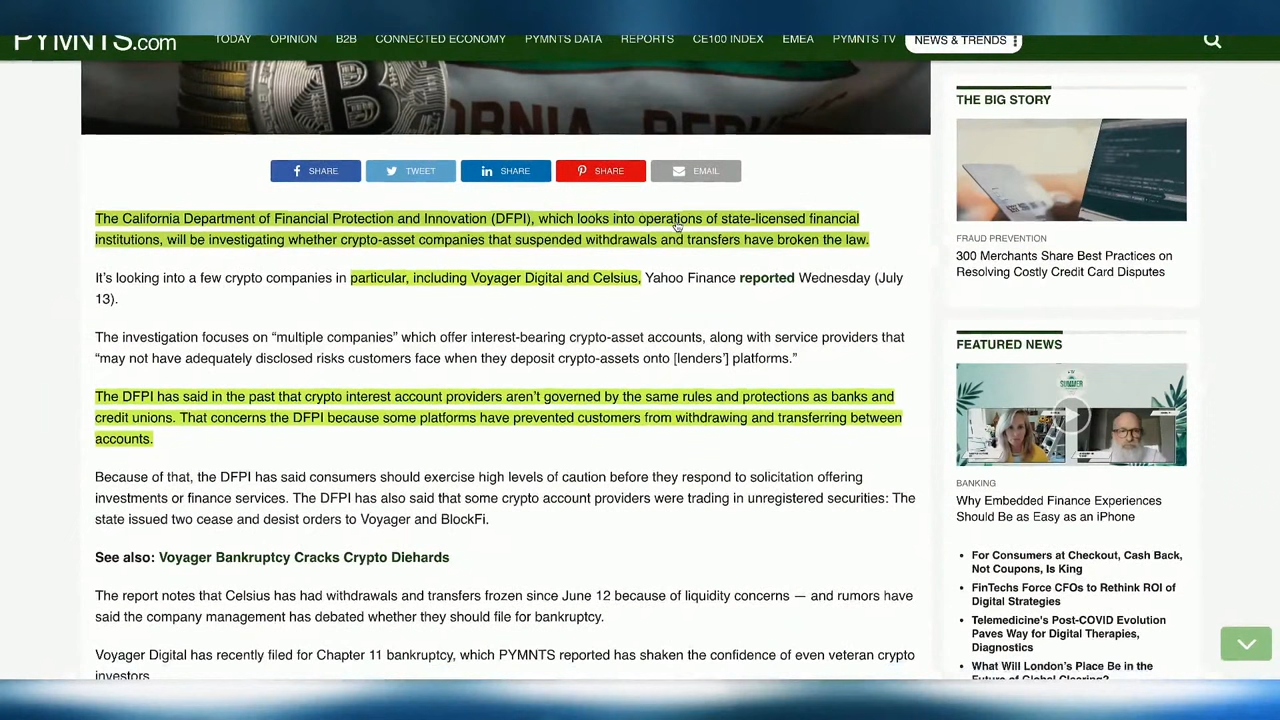 PYMNTS.com
TODAY OPINION B2B CONNECTED ECONOMY PYMNTS DATA REPORTS CE100 INDEX EMEA PYMNTS TV NEWS & TRENDS
SHARE TWEET SHARE SHARE EMAIL
The California Department of Financial Protection and Innovation (DFPI), which looks into operations of state-licensed financial
institutions, will be investigating whether crypto-asset companies that suspended withdrawals and transfers have broken the law.
It's looking into a few crypto companies in particular, including Voyager Digital and Celsius, Yahoo Finance reported Wednesday (July
13).
The investigation focuses on “multiple companies” which offer interest-bearing crypto-asset accounts, along with service providers that
“may not have adequately disclosed risks customers face when they deposit crypto-assets onto [lenders’] platforms.”
The DFPI has said in the past that crypto interest account providers aren't governed by the same rules and protections as banks and
credit unions. That concerns the DFPI because some platforms have prevented customers from withdrawing and transferring between
accounts.
Because of that, the DFPI has said consumers should exercise high levels of caution before they respond to solicitation offering
investments or finance services. The DFPI has also said that some crypto account providers were trading in unregistered securities: The
state issued two cease and desist orders to Voyager and BlockFi.
See also: Voyager Bankruptcy Cracks Crypto Diehards
The report notes that Celsius has had withdrawals and transfers frozen since June 12 because of liquidity concerns — and rumors have
said the company management has debated whether they should file for bankruptcy.
Voyager Digital has recently filed for Chapter 11 bankruptcy, which PYMNTS reported has shaken the confidence of even veteran crypto
investors
THE BIG STORY
FRAUD PREVENTION
300 Merchants Share Best Practices on
Resolving Costly Credit Card Disputes
FEATURED NEWS
SUMMER
BANKING
Why Embedded Finance Experiences
Should Be as Easy as an iPhone
• For Consumers at Checkout, Cash Back,
Not Coupons, Is King
• FinTechs Force CFOs to Rethink ROI of
Digital Strategies
• Telemedicine's Post-COVID Evolution
Paves Way for Digital Therapies,
Diagnostics
• What Will London's Place Be in the
Future of Global Clearing?